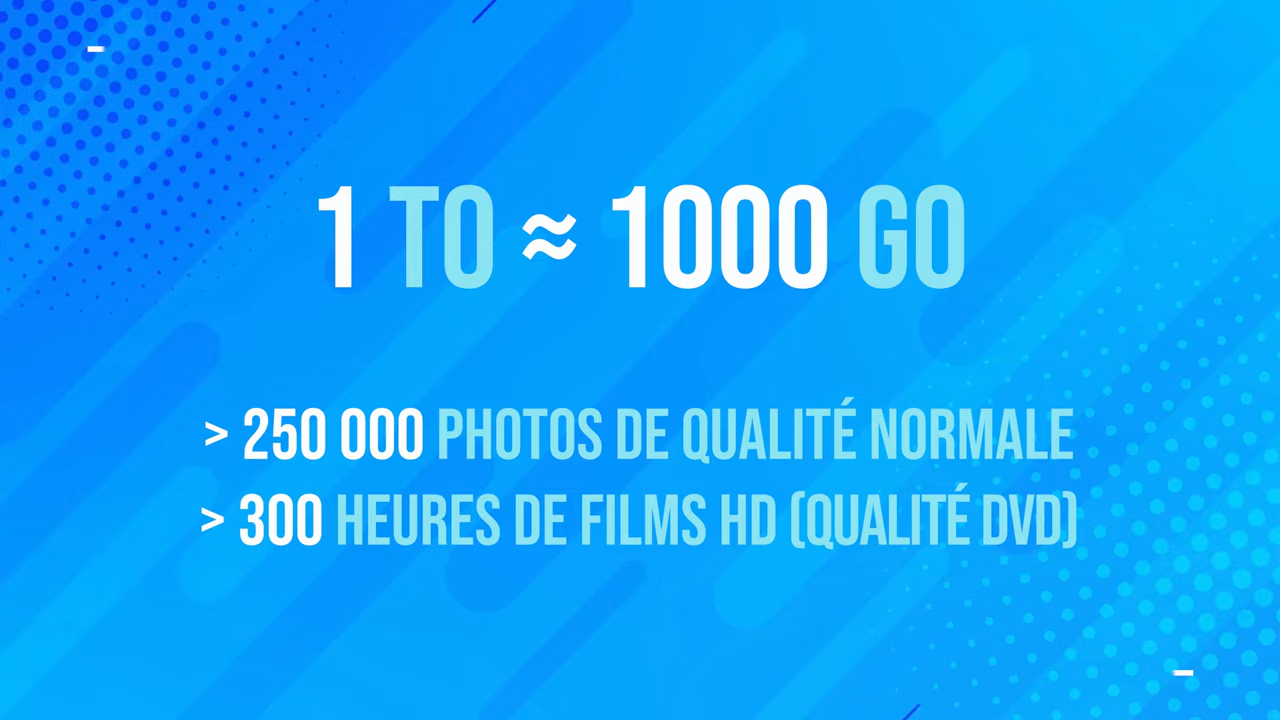 1 TO ≈ 1000 GO
> 250 000 PHOTOS DE QUALITÉ NORMALE
> 300 HEURES DE FILMS HD (QUALITÉ DVD)